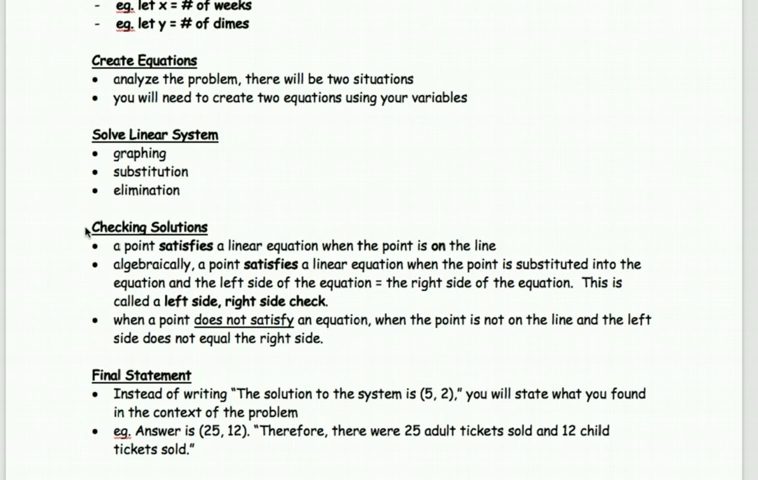 - eg. let x = # of weeks
- eg. let y = # of dimes
Create Equations
• analyze the problem, there will be two situations
• you will need to create two equations using your variables
Solve Linear System
• graphing
• substitution
• elimination
Checking Solutions
• a point satisfies a linear equation when the point is on the line
• algebraically, a point satisfies a linear equation when the point is substituted into the
equation and the left side of the equation = the right side of the equation. This is
called a left side, right side check.
• when a point does not satisfy an equation, when the point is not on the line and the left
side does not equal the right side.
Final Statement
• Instead of writing “The solution to the system is (5, 2),” you will state what you found
in the context of the problem
• eg. Answer is (25, 12). “Therefore, there were 25 adult tickets sold and 12 child
tickets sold.”